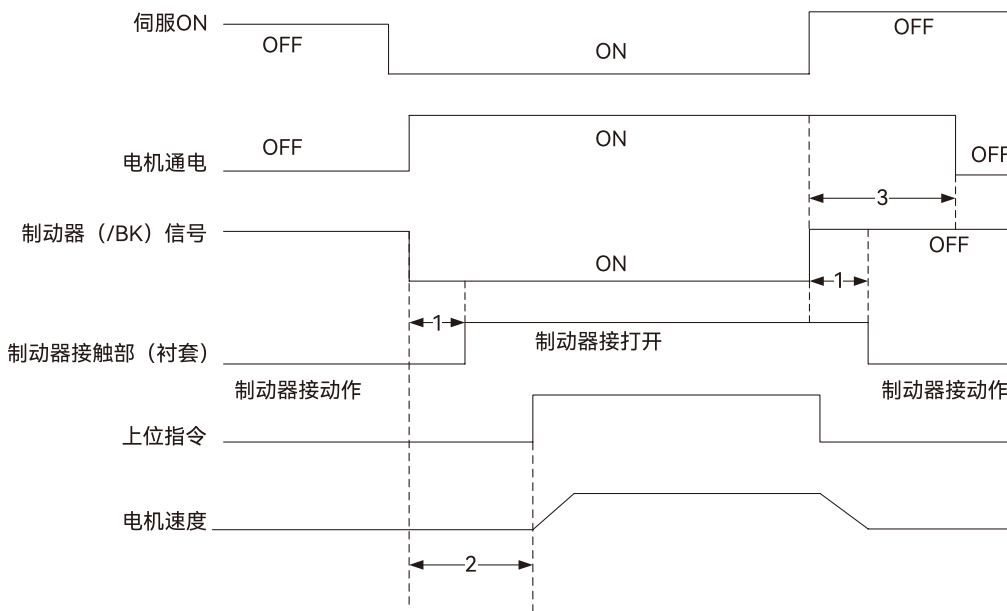 伺服ON
OFF
ON
OFF
电机通电
OFF
ON
OFF
3
制动器（/BK）信号
ON
OFF
1
1
制动器接触部（衬套）
制动器接打开
制动器接动作
制动器接动作
上位指令
电机速度
2